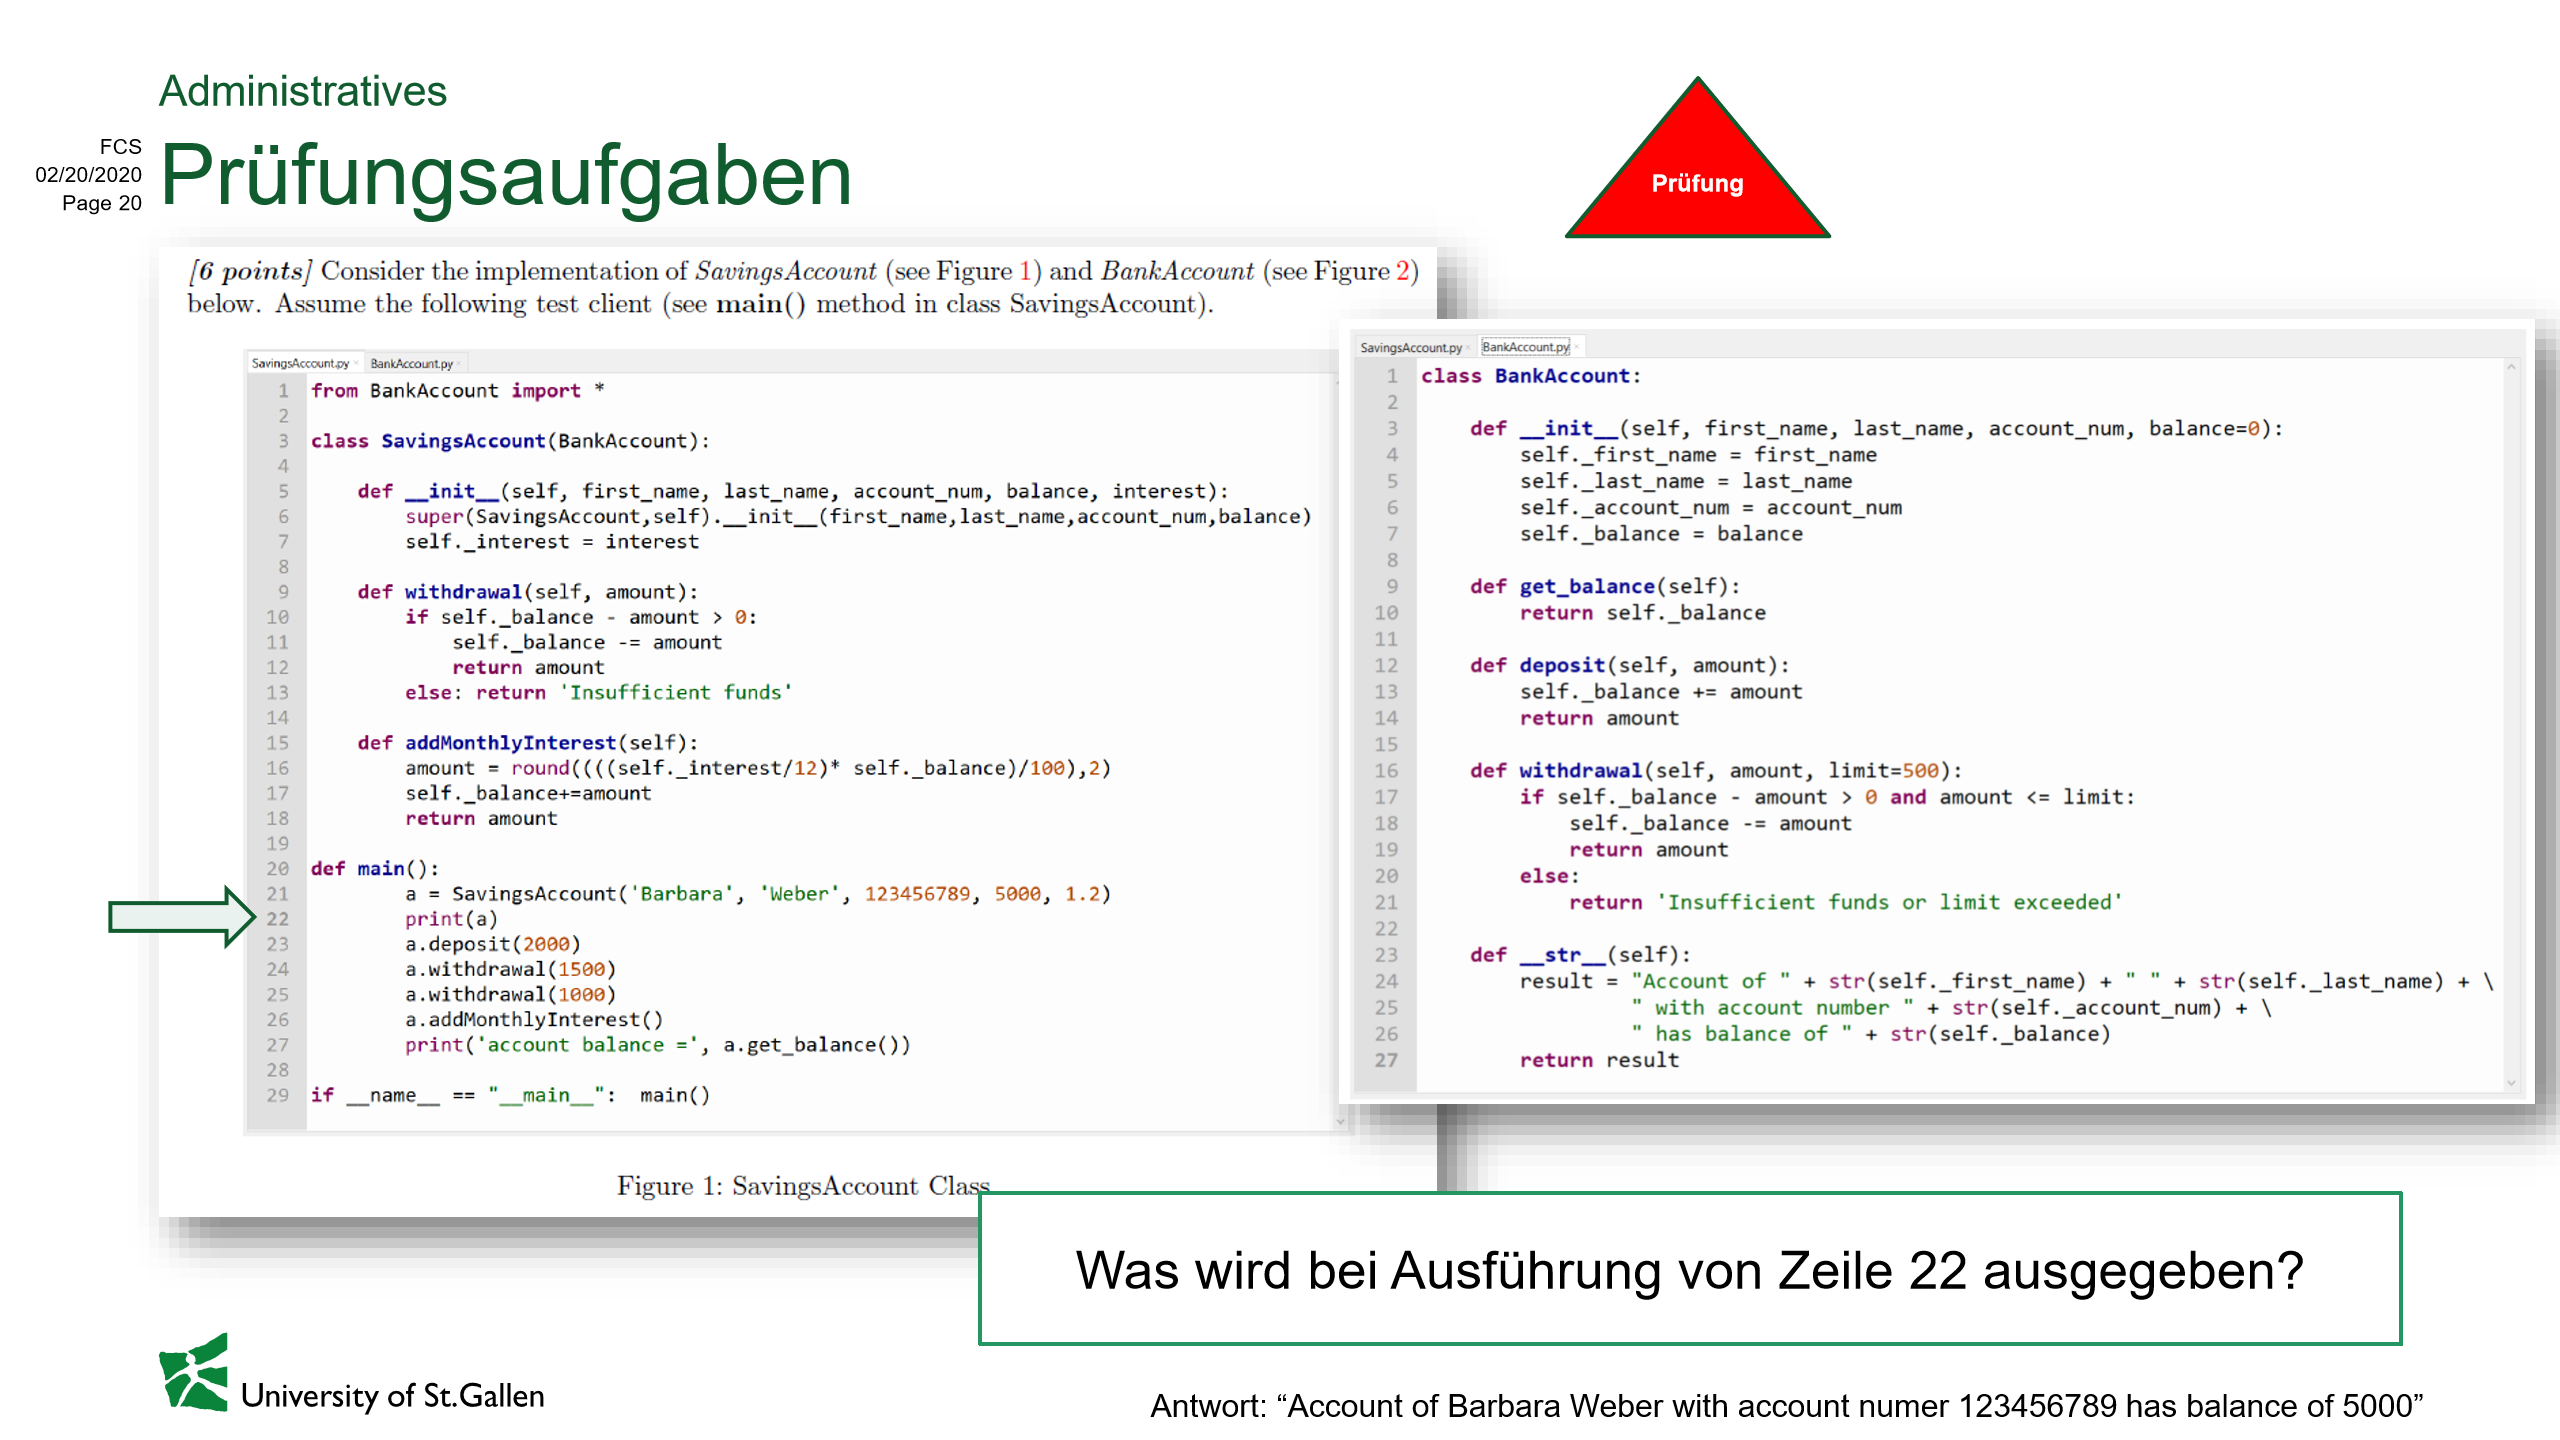 Administratives
FCS
02/20/2020
Page 20
Prüfungsaufgaben
Prüfung
[6 points] Consider the implementation of SavingsAccount (see Figure 1) and BankAccount (see Figure 2)
below. Assume the following test client (see main() method in class SavingsAccount).
SavingsAccount.py BankAccount.py
1 from BankAccount import *
2
3 class SavingsAccount(BankAccount):
4
5     def __init__(self, first_name, last_name, account_num, balance, interest):
6         super(SavingsAccount,self).__init__(first_name,last_name,account_num,balance)
7         self._interest = interest
8
9     def withdrawal(self, amount):
10         if self._balance - amount > 0:
11             self._balance -= amount
12             return amount
13         else: return 'Insufficient funds'
14
15     def addMonthlyInterest(self):
16         amount = round((((self._interest/12)* self._balance)/100),2)
17         self._balance+=amount
18         return amount
19
20 def main():
21         a = SavingsAccount('Barbara', 'Weber', 123456789, 5000, 1.2)
22         print(a)
23         a.deposit(2000)
24         a.withdrawal(1500)
25         a.withdrawal(1000)
26         a.addMonthlyInterest()
27         print('account balance =', a.get_balance())
28
29 if __name__ == "__main__":  main()
Figure 1: SavingsAccount Class
SavingsAccount.py BankAccount.py
1 class BankAccount:
2
3     def __init__(self, first_name, last_name, account_num, balance=0):
4         self._first_name = first_name
5         self._last_name = last_name
6         self._account_num = account_num
7         self._balance = balance
8
9     def get_balance(self):
10         return self._balance
11
12     def deposit(self, amount):
13         self._balance += amount
14         return amount
15
16     def withdrawal(self, amount, limit=500):
17         if self._balance - amount > 0 and amount <= limit:
18             self._balance -= amount
19             return amount
20         else:
21             return 'Insufficient funds or limit exceeded'
22
23     def __str__(self):
24         result = "Account of " + str(self._first_name) + " " + str(self._last_name) + \
25                  " with account number " + str(self._account_num) + \
26                  " has balance of " + str(self._balance)
27         return result
Was wird bei Ausführung von Zeile 22 ausgegeben?
University of St.Gallen
Antwort: “Account of Barbara Weber with account numer 123456789 has balance of 5000”